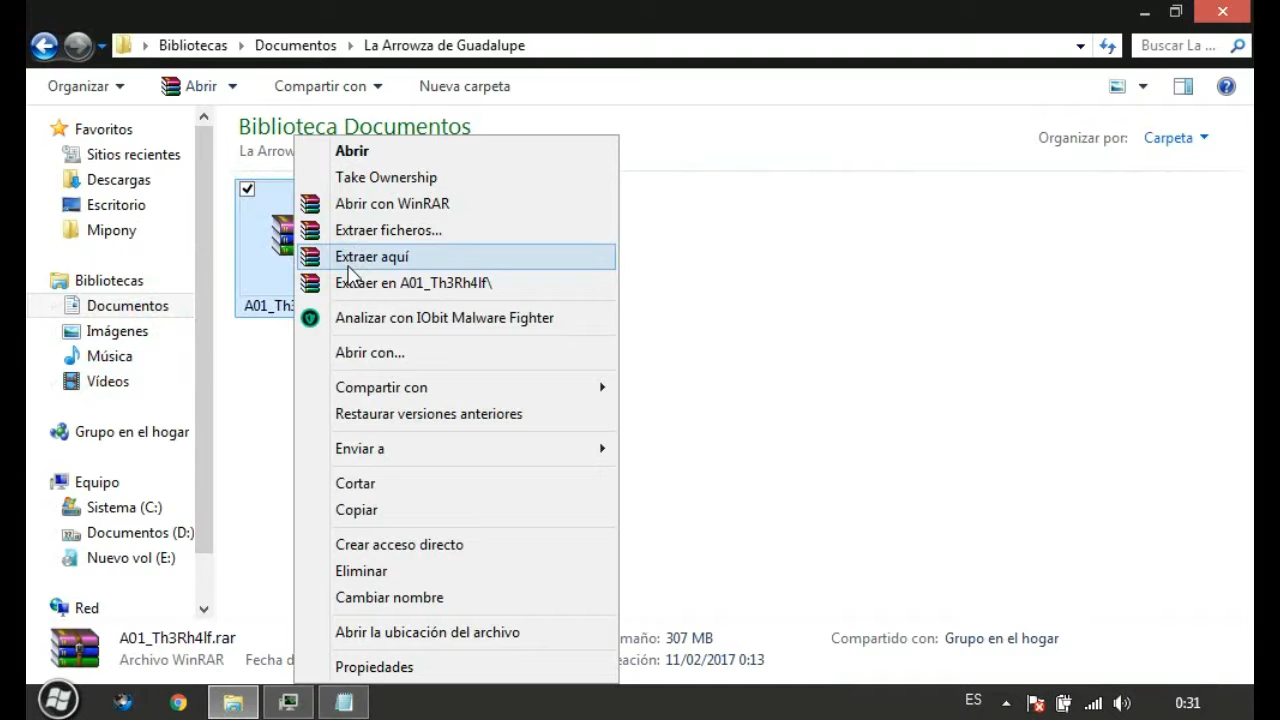 Bibliotecas Documentos La Arrowza de Guadalupe
Buscar La ...
Organizar Abrir Compartir con Nueva carpeta
Favoritos
Sitios recientes
Descargas
Escritorio
Mipony
Bibliotecas
Documentos
Imágenes
Música
Vídeos
Grupo en el hogar
Equipo
Sistema (C:)
Documentos (D:)
Nuevo vol (E:)
Red
Biblioteca Documentos
La Arrow
Organizar por: Carpeta
A01_Th3
Abrir
Take Ownership
Abrir con WinRAR
Extraer ficheros...
Extraer aquí
Extraer en A01_Th3Rh4lf\
Analizar con IObit Malware Fighter
Abrir con...
Compartir con
Restaurar versiones anteriores
Enviar a
Cortar
Copiar
Crear acceso directo
Eliminar
Cambiar nombre
Abrir la ubicación del archivo
Propiedades
A01_Th3Rh4lf.rar
Archivo WinRAR
Fecha d
maño: 307 MB
eación: 11/02/2017 0:13
Compartido con: Grupo en el hogar
ES
0:31